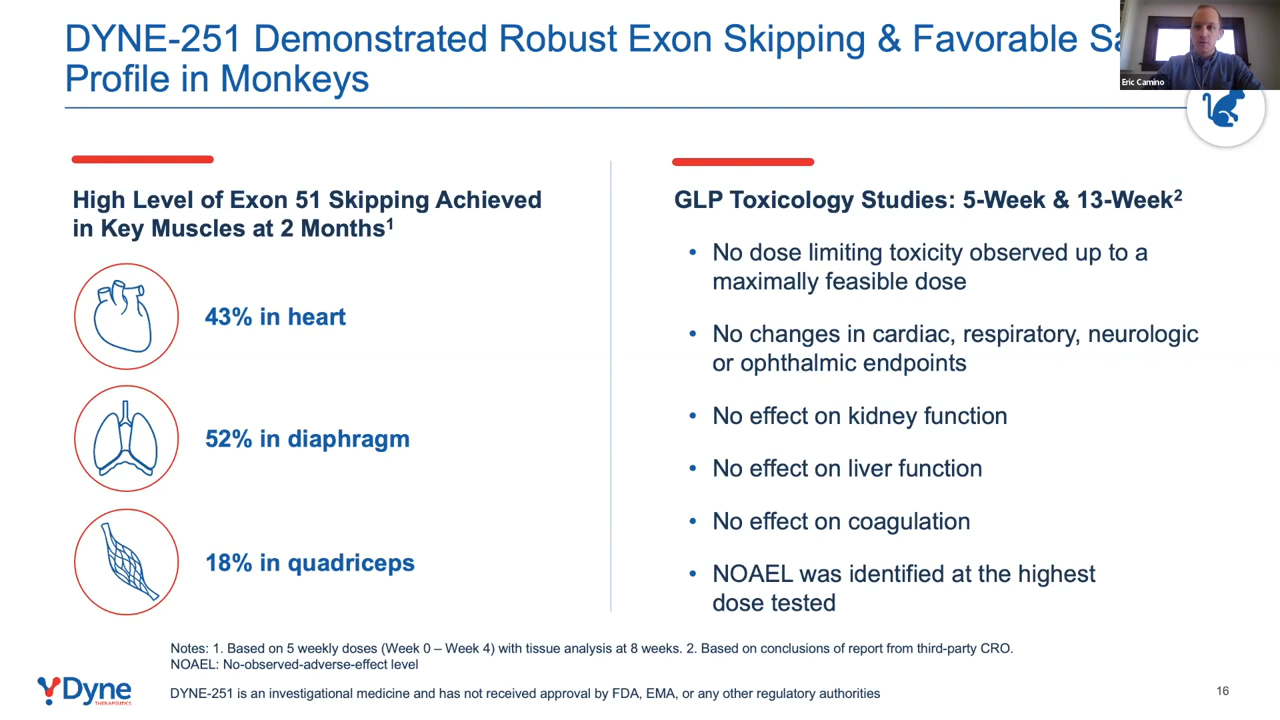 DYNE-251 Demonstrated Robust Exon Skipping & Favorable
Profile in Monkeys
Eric Camino
High Level of Exon 51 Skipping Achieved
in Key Muscles at 2 Months1
43% in heart
52% in diaphragm
18% in quadriceps
GLP Toxicology Studies: 5-Week & 13-Week2
• No dose limiting toxicity observed up to a
maximally feasible dose
• No changes in cardiac, respiratory, neurologic
or ophthalmic endpoints
• No effect on kidney function
• No effect on liver function
• No effect on coagulation
• NOAEL was identified at the highest
dose tested
Notes: 1. Based on 5 weekly doses (Week 0 – Week 4) with tissue analysis at 8 weeks. 2. Based on conclusions of report from third-party CRO.
NOAEL: No-observed-adverse-effect level
Dyne
THERAPEUTICS
DYNE-251 is an investigational medicine and has not received approval by FDA, EMA, or any other regulatory authorities
16